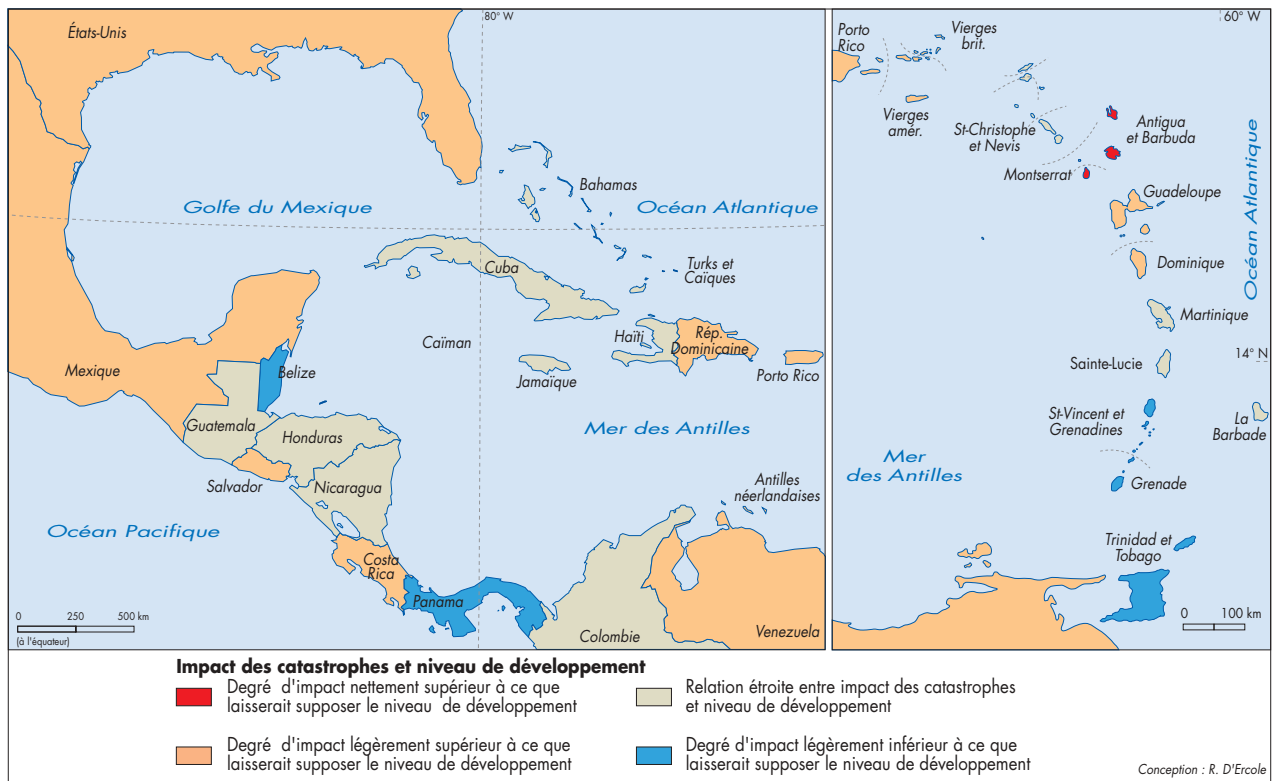 États-Unis
80° W
Bahamas
Golfe du Mexique
Océan Atlantique
Cuba
Turks et
Caïques
Caïman
Haïti
Rép.
Dominicaine
Jamaïque
Porto Rico
Mexique
Belize
Guatemala
Honduras
Mer des Antilles
Salvador
Nicaragua
Antilles
néerlandaises
Océan Pacifique
Costa
Rica
Panama
Colombie
Venezuela
0 250 500 km
(à l'équateur)
60° W
Porto
Rico
Vierges
brit.
Vierges
amér.
St-Christophe
et Nevis
Antigua
et Barbuda
Montserrat
Guadeloupe
Océan Atlantique
Dominique
Martinique
14° N
Sainte-Lucie
St-Vincent et
Grenadines
La
Barbade
Mer
des Antilles
Grenade
Trinidad et
Tobago
0 100 km
Impact des catastrophes et niveau de développement
Degré d'impact nettement supérieur à ce que
laisserait supposer le niveau de développement
Degré d'impact légèrement supérieur à ce que
laisserait supposer le niveau de développement
Relation étroite entre impact des catastrophes
et niveau de développement
Degré d'impact légèrement inférieur à ce que
laisserait supposer le niveau de développement
Conception : R. D'Ercole